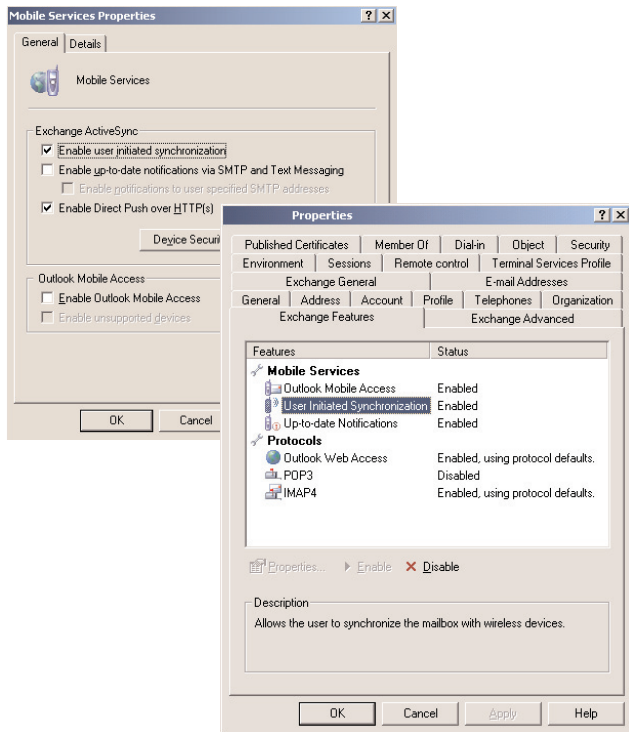 Mobile Services Properties
General
Details
Mobile Services
Exchange ActiveSync
Enable user initiated synchronization
Enable up-to-date notifications via SMTP and Text Messaging
Enable notifications to user specified SMTP addresses
Enable Direct Push over HTTP(s)
Device Securi
Outlook Mobile Access
Enable Outlook Mobile Access
Enable unsupported devices
OK
Cancel
Properties
Published Certificates
Member Of
Dial-in
Object
Security
Environment
Sessions
Remote control
Terminal Services Profile
Exchange General
E-mail Addresses
General
Address
Account
Profile
Telephones
Organization
Exchange Features
Exchange Advanced
Features
Status
Mobile Services
Outlook Mobile Access Enabled
User Initiated Synchronization Enabled
Up-to-date Notifications Enabled
Protocols
Outlook Web Access Enabled, using protocol defaults.
POP3 Disabled
IMAP4 Enabled, using protocol defaults.
Properties...
Enable
Disable
Description
Allows the user to synchronize the mailbox with wireless devices.
OK
Cancel
Apply
Help